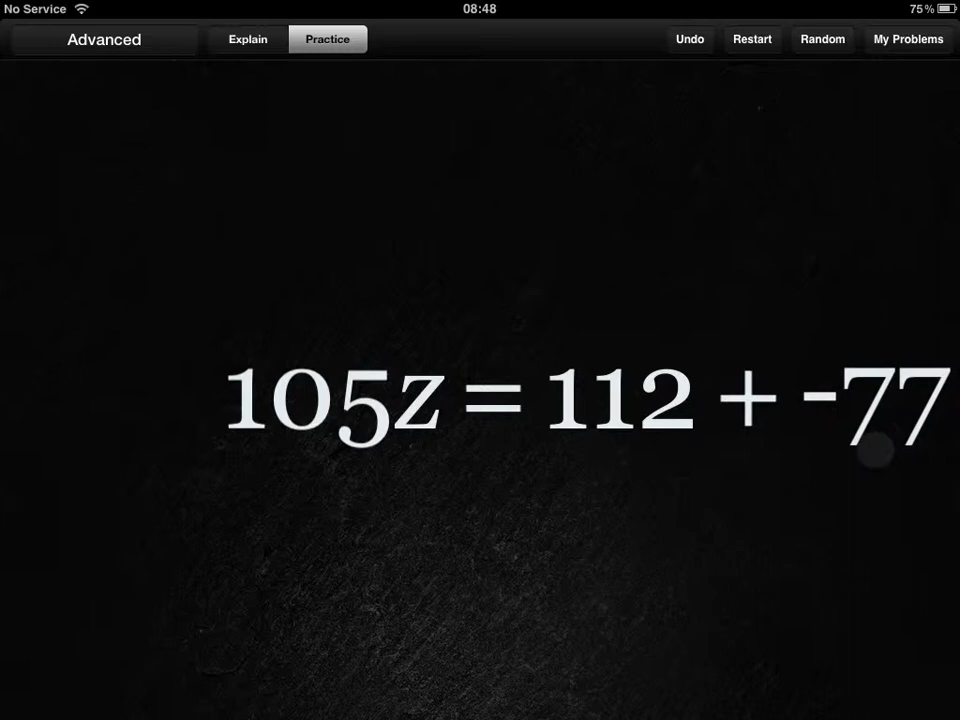 No Service 08:48 75%
Advanced Explain Practice Undo Restart Random My Problems
105z = 112 + -77